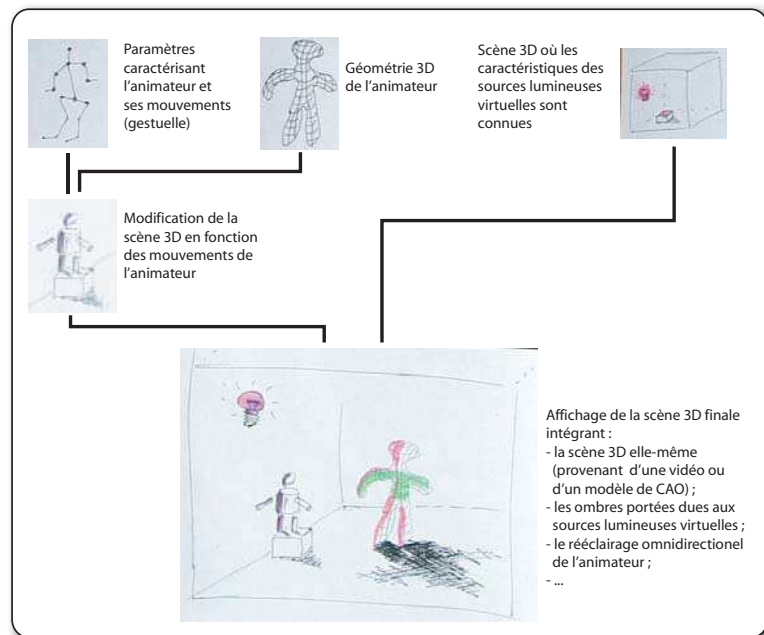 Paramètres
caractérisant
l'animateur et
ses mouvements
(gestuelle)
Géométrie 3D
de l'animateur
Scène 3D où les
caractéristiques des
sources lumineuses
virtuelles sont
connues
Modification de la
scène 3D en fonction
des mouvements de
l'animateur
Affichage de la scène 3D finale
intégrant :
- la scène 3D elle-même
(provenant d'une vidéo ou
d'un modèle de CAO) ;
- les ombres portées dues aux
sources lumineuses virtuelles ;
- le rééclairage omnidirectionel
de l'animateur ;
- ...